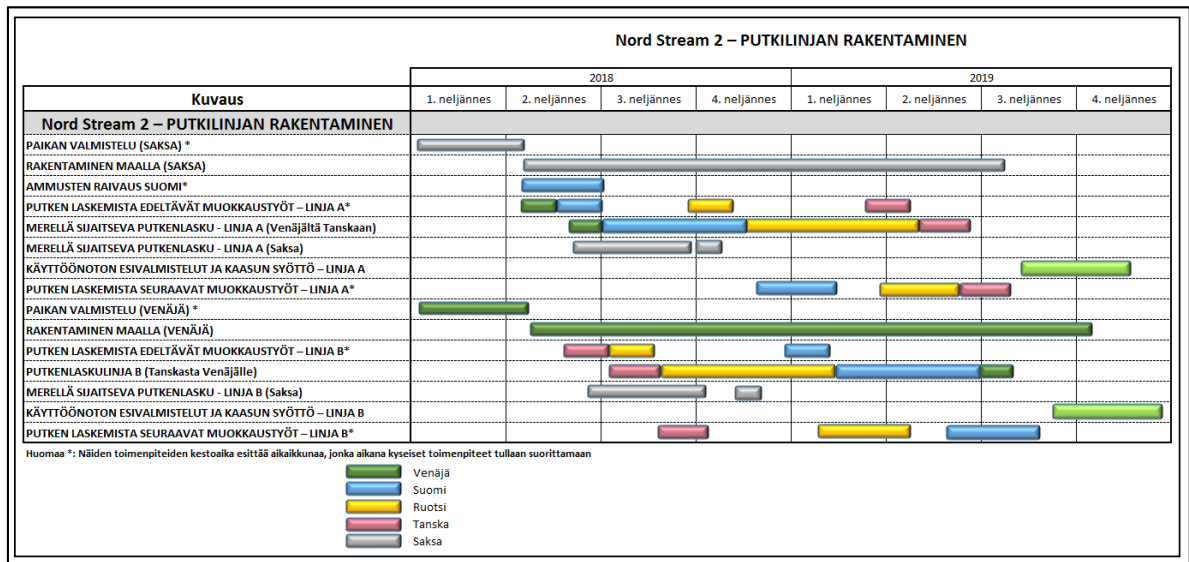 Nord Stream 2 – PUTKILINJAN RAKENTAMINEN
2018 2019
Kuvaus 1. neljännes 2. neljännes 3. neljännes 4. neljännes 1. neljännes 2. neljännes 3. neljännes 4. neljännes
Nord Stream 2 – PUTKILINJAN RAKENTAMINEN
PAIKAN VALMISTELU (SAKSA) *
RAKENTAMINEN MAALLA (SAKSA)
AMMUSTEN RAIVAUS SUOMI*
PUTKEN LASKEMISTA EDELTÄVÄT MUOKKAUSTYÖT – LINJA A*
MERELLÄ SIJAITSEVA PUTKENLASKU - LINJA A (Venäjältä Tanskaan)
MERELLÄ SIJAITSEVA PUTKENLASKU - LINJA A (Saksa)
KÄYTTÖÖNOTON ESIVALMISTELUT JA KAASUN SYÖTTÖ – LINJA A
PUTKEN LASKEMISTA SEURAAVAT MUOKKAUSTYÖT – LINJA A*
PAIKAN VALMISTELU (VENÄJÄ) *
RAKENTAMINEN MAALLA (VENÄJÄ)
PUTKEN LASKEMISTA EDELTÄVÄT MUOKKAUSTYÖT – LINJA B*
PUTKENLASKULINJA B (Tanskasta Venäjälle)
MERELLÄ SIJAITSEVA PUTKENLASKU - LINJA B (Saksa)
KÄYTTÖÖNOTON ESIVALMISTELUT JA KAASUN SYÖTTÖ – LINJA B
PUTKEN LASKEMISTA SEURAAVAT MUOKKAUSTYÖT – LINJA B*
Huomaa *: Näiden toimenpiteiden kestoaika esittää aikaikkunaa, jonka aikana kyseiset toimenpiteet tullaan suorittamaan
Venäjä
Suomi
Ruotsi
Tanska
Saksa